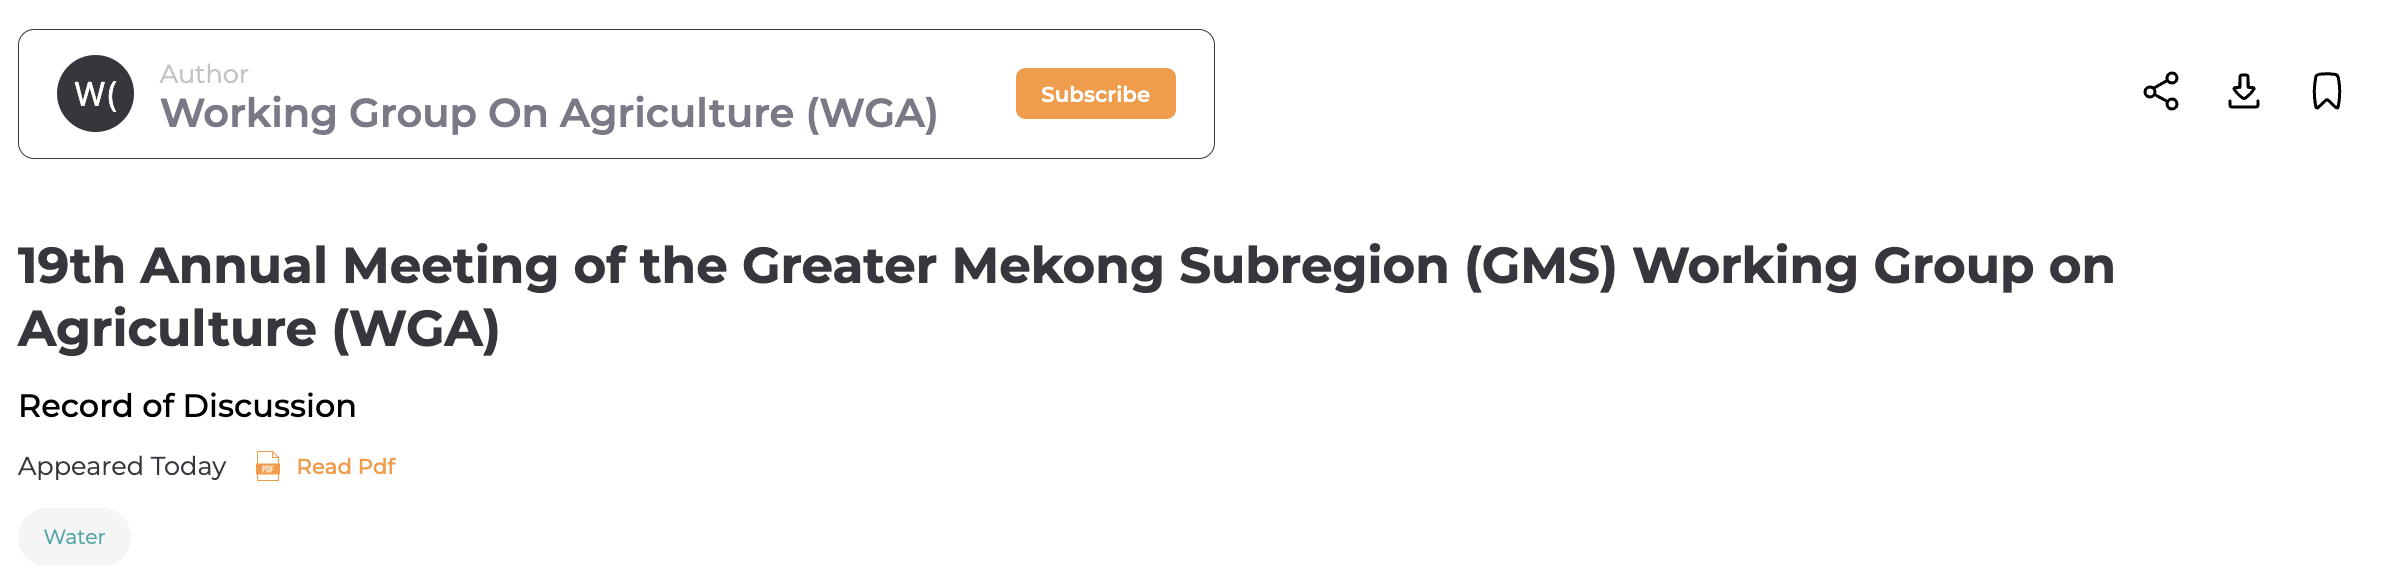 W(
Author
Working Group On Agriculture (WGA)
Subscribe
19th Annual Meeting of the Greater Mekong Subregion (GMS) Working Group on
Agriculture (WGA)
Record of Discussion
Appeared Today
PDF
Read Pdf
Water